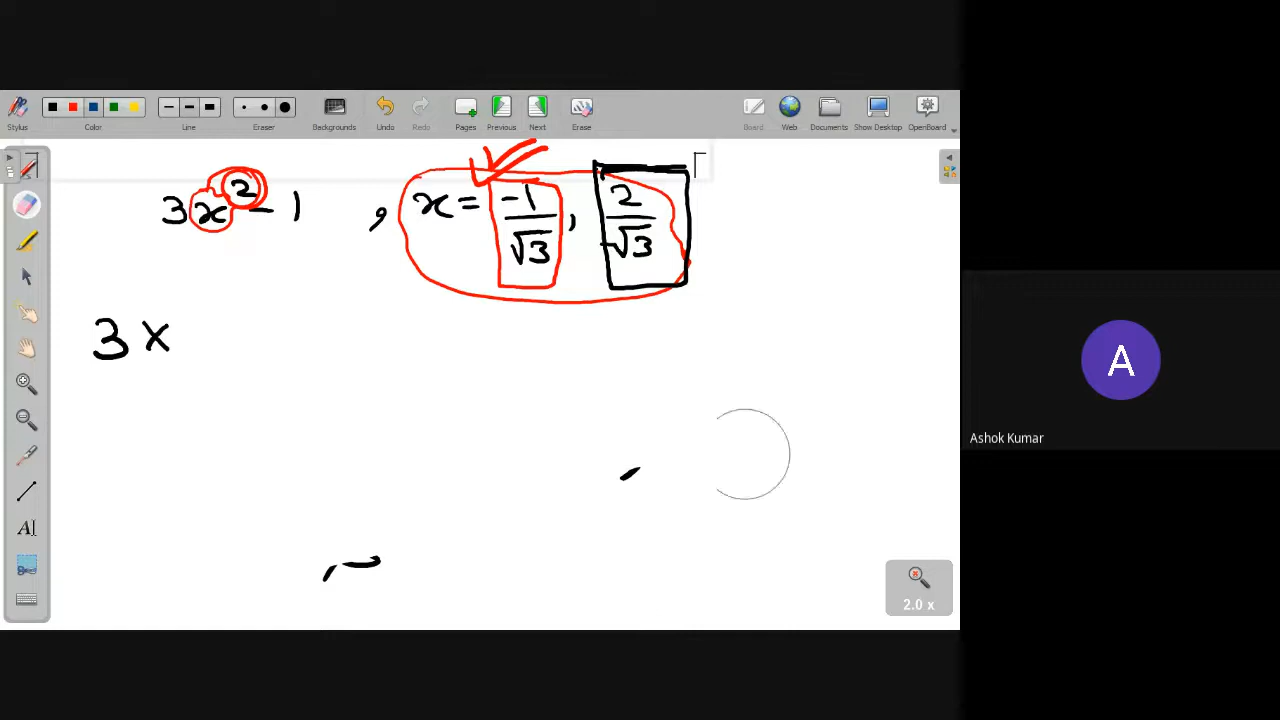 Stylus Color Line Eraser Backgrounds Undo Redo Pages Previous Next Erase Board Web Documents Show Desktop OpenBoard
3x² - 1 , x = -1/√3, 2/√3
3 ×
A
Ashok Kumar
AI
2.0 x